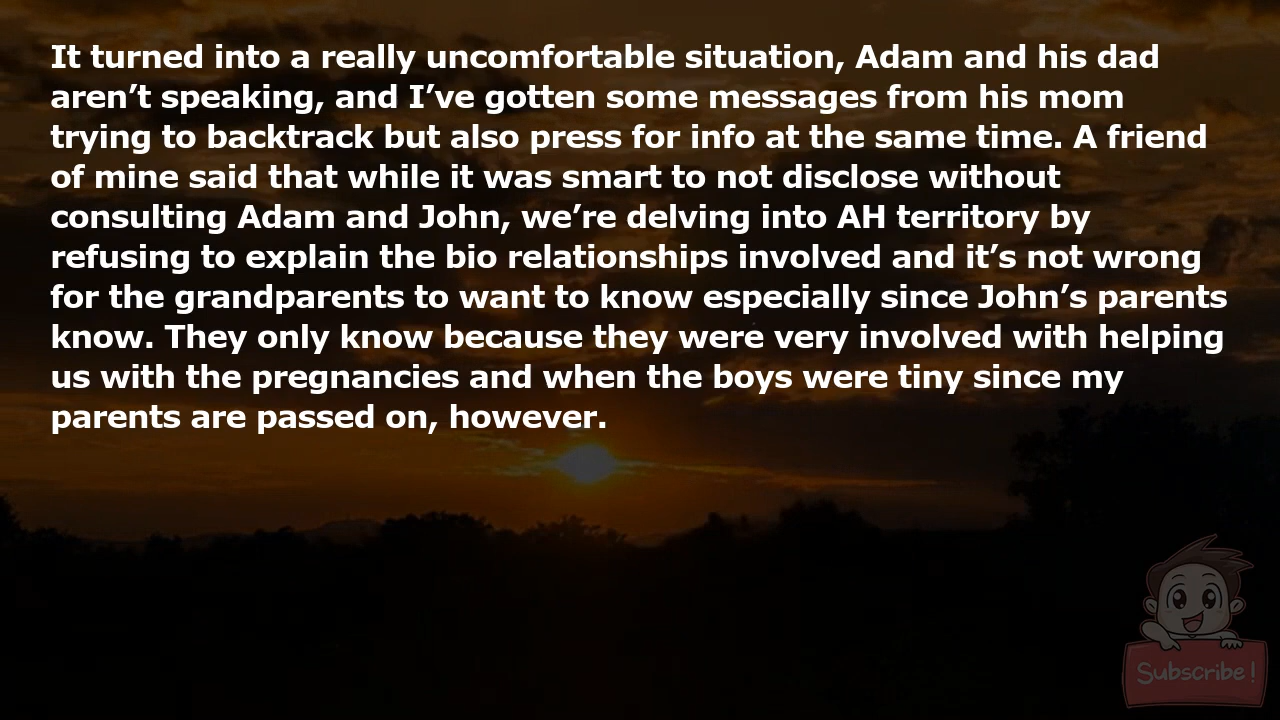 It turned into a really uncomfortable situation, Adam and his dad
aren’t speaking, and I’ve gotten some messages from his mom
trying to backtrack but also press for info at the same time. A friend
of mine said that while it was smart to not disclose without
consulting Adam and John, we’re delving into AH territory by
refusing to explain the bio relationships involved and it’s not wrong
for the grandparents to want to know especially since John’s parents
know. They only know because they were very involved with helping
us with the pregnancies and when the boys were tiny since my
parents are passed on, however.
Subscribe!